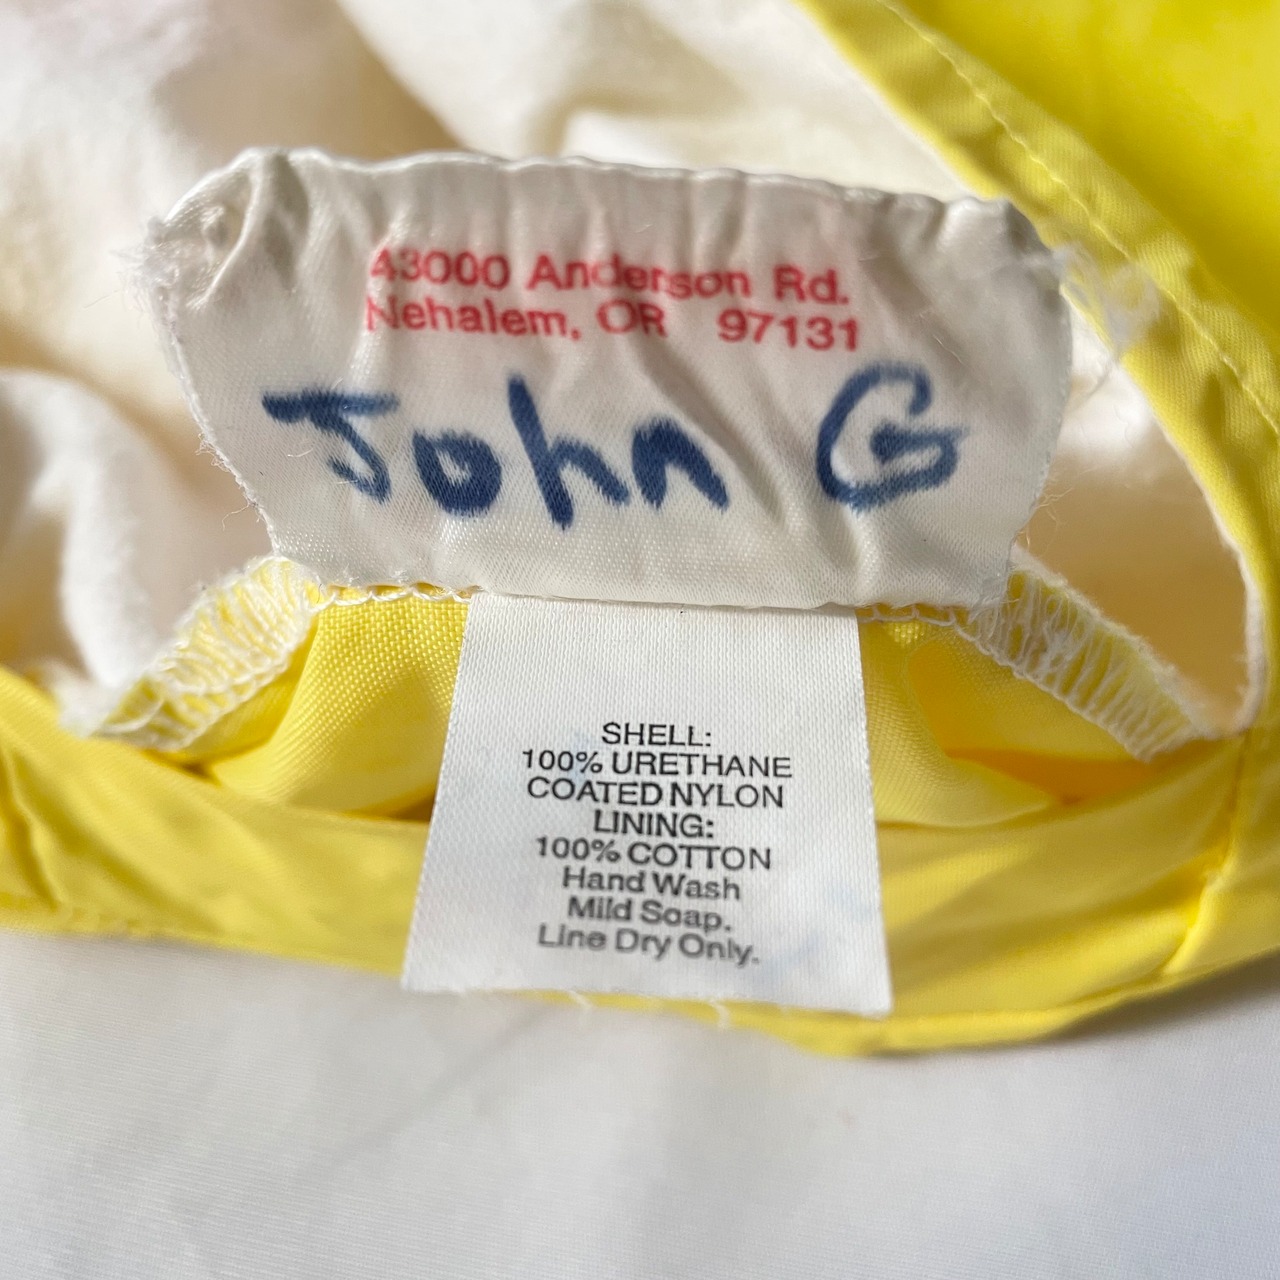 43000 Anderson Rd.
Nehalem, OR 97131
John G
SHELL:
100% URETHANE
COATED NYLON
LINING:
100% COTTON
Hand Wash
Mild Soap.
Line Dry Only.